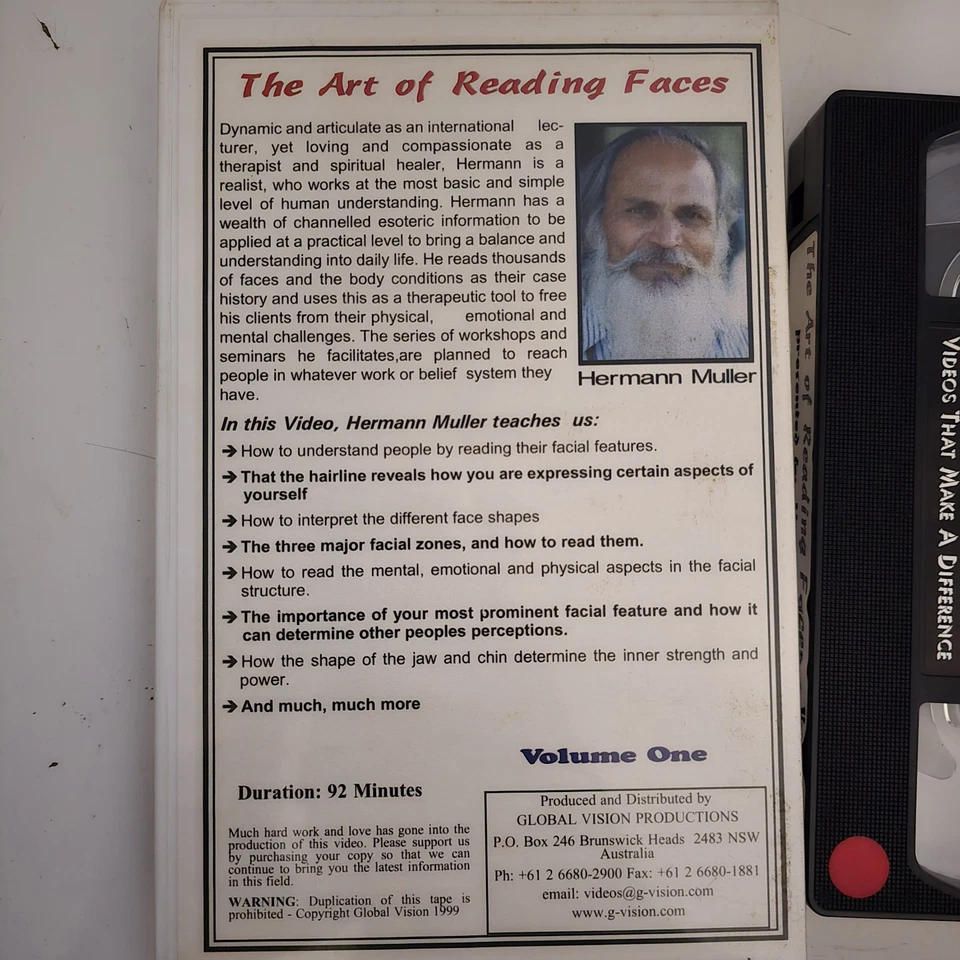 The Art of Reading Faces
Dynamic and articulate as an international lec-
turer, yet loving and compassionate as a
therapist and spiritual healer, Hermann is a
realist, who works at the most basic and simple
level of human understanding. Hermann has a
wealth of channelled esoteric information to be
applied at a practical level to bring a balance and
understanding into daily life. He reads thousands
of faces and the body conditions as their case
history and uses this as a therapeutic tool to free
his clients from their physical, emotional and
mental challenges. The series of workshops and
seminars he facilitates,are planned to reach
people in whatever work or belief system they
have.
Hermann Muller
In this Video, Hermann Muller teaches us:
➔ How to understand people by reading their facial features.
➔ That the hairline reveals how you are expressing certain aspects of
yourself
➔ How to interpret the different face shapes
➔ The three major facial zones, and how to read them.
➔ How to read the mental, emotional and physical aspects in the facial
structure.
➔ The importance of your most prominent facial feature and how it
can determine other peoples perceptions.
➔ How the shape of the jaw and chin determine the inner strength and
power.
➔ And much, much more
Volume One
Duration: 92 Minutes
Much hard work and love has gone into the
production of this video. Please support us
by purchasing your copy so that we can
continue to bring you the latest information
in this field.
WARNING: Duplication of this tape is
prohibited - Copyright Global Vision 1999
Produced and Distributed by
GLOBAL VISION PRODUCTIONS
P.O. Box 246 Brunswick Heads 2483 NSW
Australia
Ph: +61 2 6680-2900 Fax: +61 2 6680-1881
email: videos@g-vision.com
www.g-vision.com
The Art of Reading Faces
VIDEOS THAT MAKE A DIFFERENCE